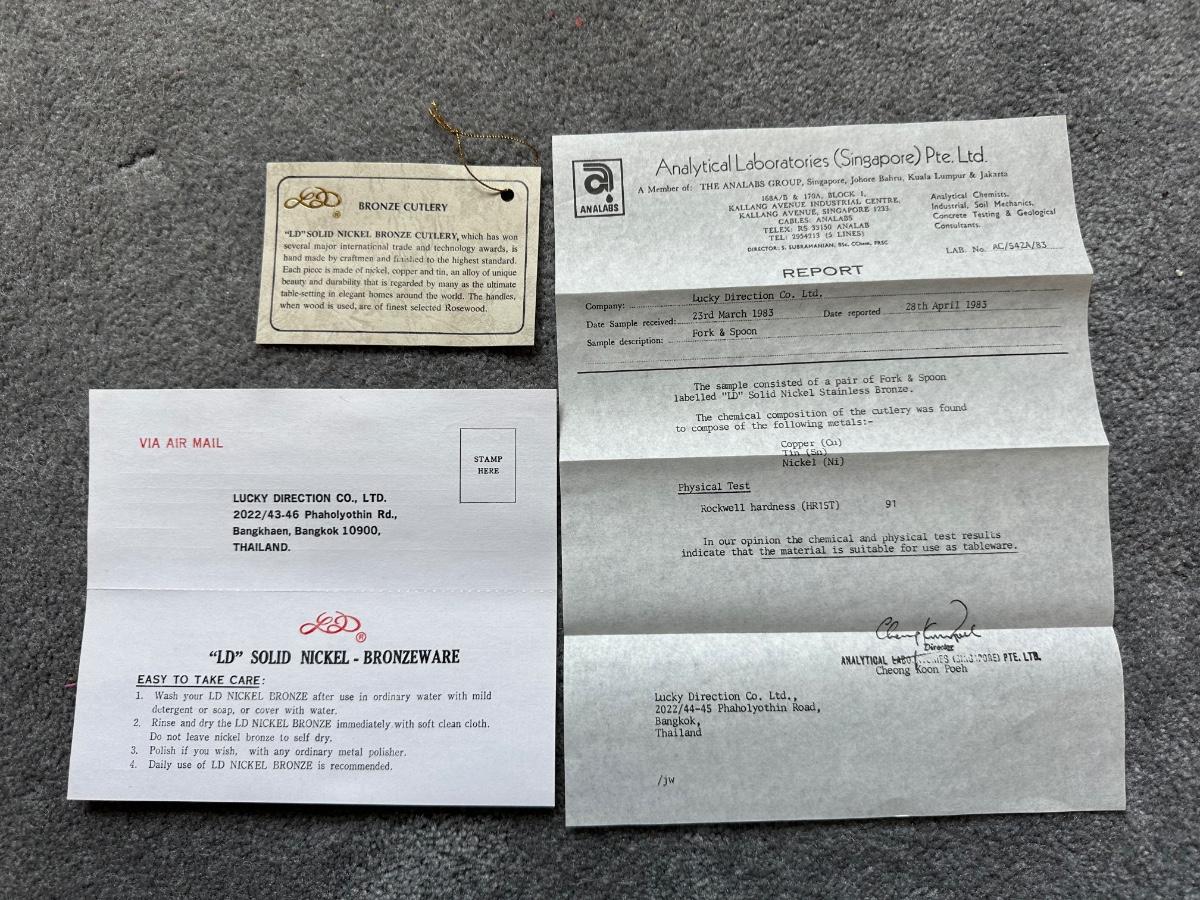 LD ®
BRONZE CUTLERY
"LD" SOLID NICKEL BRONZE CUTLERY, which has won
several major international trade and technology awards, is
hand made by craftmen and finished to the highest standard.
Each piece is made of nickel, copper and tin, an alloy of unique
beauty and durability that is regarded by many as the ultimate
table-setting in elegant homes around the world. The handles,
when wood is used, are of finest selected Rosewood.
VIA AIR MAIL
STAMP
HERE
LUCKY DIRECTION CO., LTD.
2022/43-46 Phaholyothin Rd.,
Bangkhaen, Bangkok 10900,
THAILAND.
LD ®
"LD" SOLID NICKEL - BRONZEWARE
EASY TO TAKE CARE:
1. Wash your LD NICKEL BRONZE after use in ordinary water with mild
detergent or soap, or cover with water.
2. Rinse and dry the LD NICKEL BRONZE immediately with soft clean cloth.
Do not leave nickel bronze to self dry.
3. Polish if you wish, with any ordinary metal polisher.
4. Daily use of LD NICKEL BRONZE is recommended.
a
ANALABS
Analytical Laboratories (Singapore) Pte. Ltd.
A Member of: THE ANALABS GROUP, Singapore, Johore Bahru, Kuala Lumpur & Jakarta
168A/B & 170A, BLOCK 1,
KALLANG AVENUE INDUSTRIAL CENTRE,
KALLANG AVENUE, SINGAPORE 1233.
CABLES: ANALABS
TELEX: RS 33150 ANALAB
TEL: 2954213 (5 LINES)
DIRECTOR: S. SUBRAMANIAN, BSc, CChem, FRSC
Analytical Chemists,
Industrial, Soil Mechanics,
Concrete Testing & Geological
Consultants.
LAB. No. AC/542A/83
REPORT
Company: Lucky Direction Co. Ltd.
Date Sample received: 23rd March 1983 Date reported 28th April 1983
Sample description: Fork & Spoon
The sample consisted of a pair of Fork & Spoon
labelled "LD" Solid Nickel Stainless Bronze.
The chemical composition of the cutlery was found
to compose of the following metals:-
Copper (Cu)
Tin (Sn)
Nickel (Ni)
Physical Test
Rockwell hardness (HR15T) 91
In our opinion the chemical and physical test results
indicate that the material is suitable for use as tableware.
Director
ANALYTICAL LABORATORIES (SINGAPORE) PTE. LTD.
Cheong Koon Poeh
Lucky Direction Co. Ltd.,
2022/44-45 Phaholyothin Road,
Bangkok,
Thailand
/jw